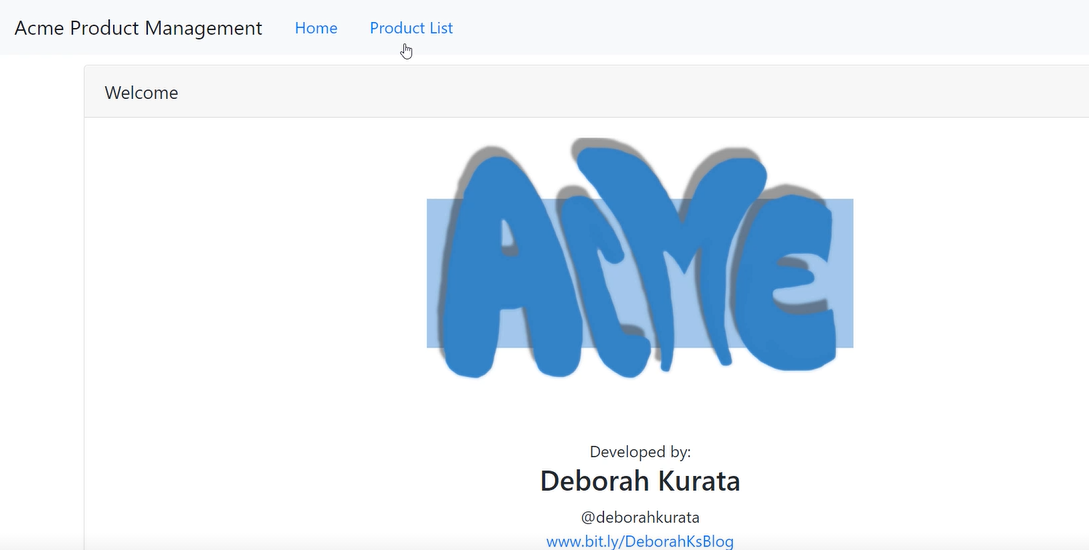 Acme Product Management Home Product List
Welcome
ACME
Developed by:
Deborah Kurata
@deborahkurata
www.bit.ly/DeborahKsBlog